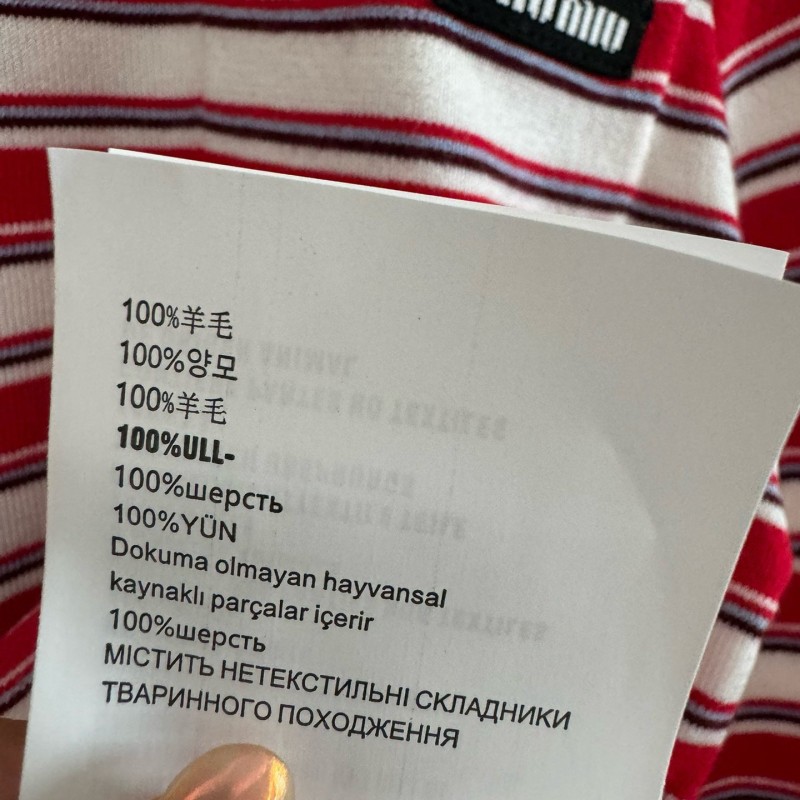 100%羊毛
100%양모
100%羊毛
100%ULL-
100%шерсть
100%YÜN
Dokuma olmayan hayvansal
kaynaklı parçalar içerir
100%шерсть
МІСТИТЬ НЕТЕКСТИЛЬНІ СКЛАДНИКИ
ТВАРИННОГО ПОХОДЖЕННЯ